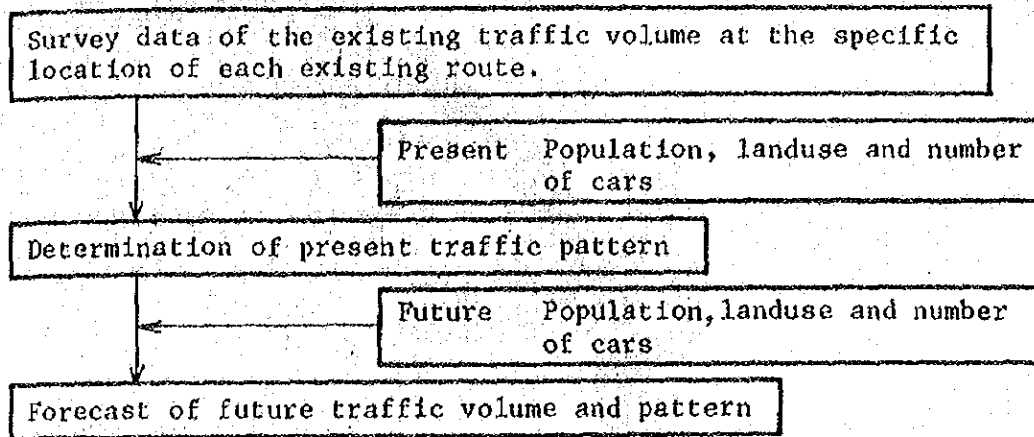 Survey data of the existing traffic volume at the specific
location of each existing route.
Present Population, landuse and number
of cars
Determination of present traffic pattern
Future Population, landuse and number
of cars
Forecast of future traffic volume and pattern